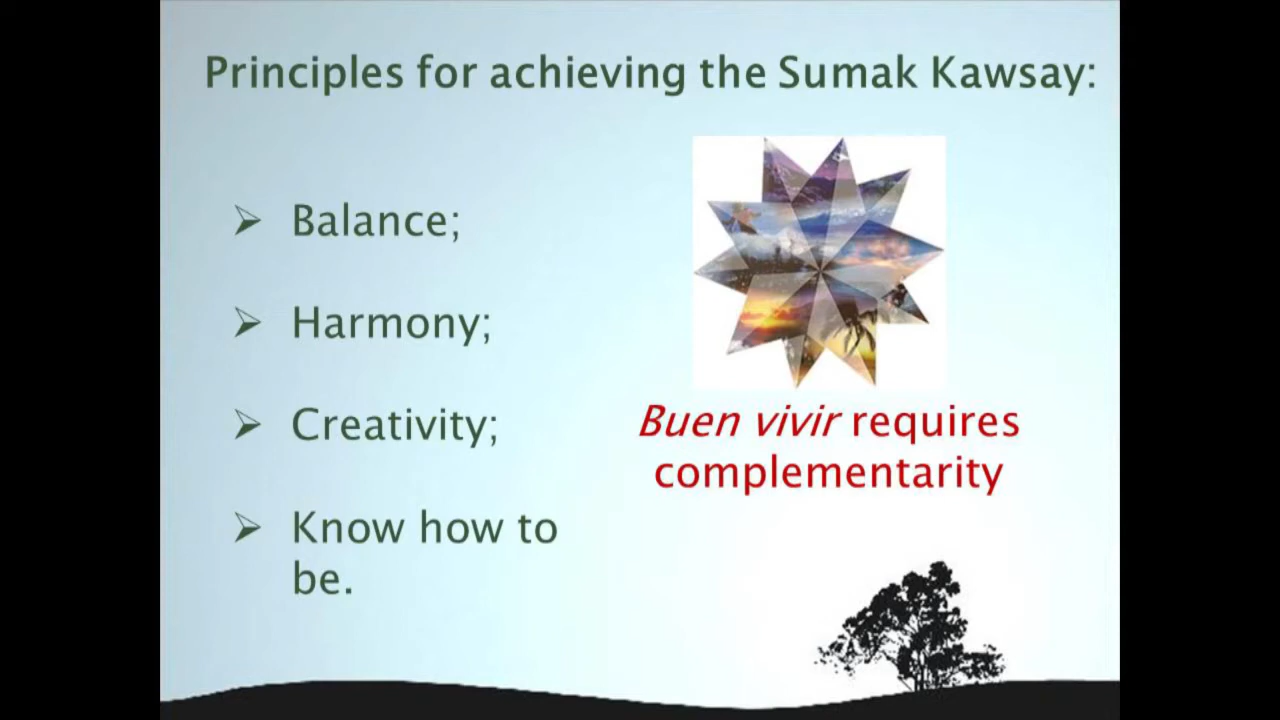 Principles for achieving the Sumak Kawsay:
Balance;
Harmony;
Creativity;
Know how to
be.
Buen vivir requires
complementarity